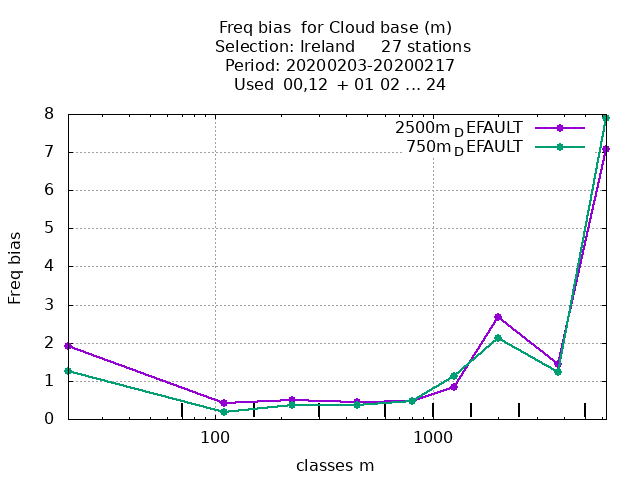 Freq bias  for Cloud base (m)
Selection: Ireland     27 stations
Period: 20200203-20200217
Used  00,12  + 01 02 ... 24
8
7
6
5
4
3
2
1
0
2500m_DEFAULT
750m_DEFAULT
Freq bias
100
1000
classes m